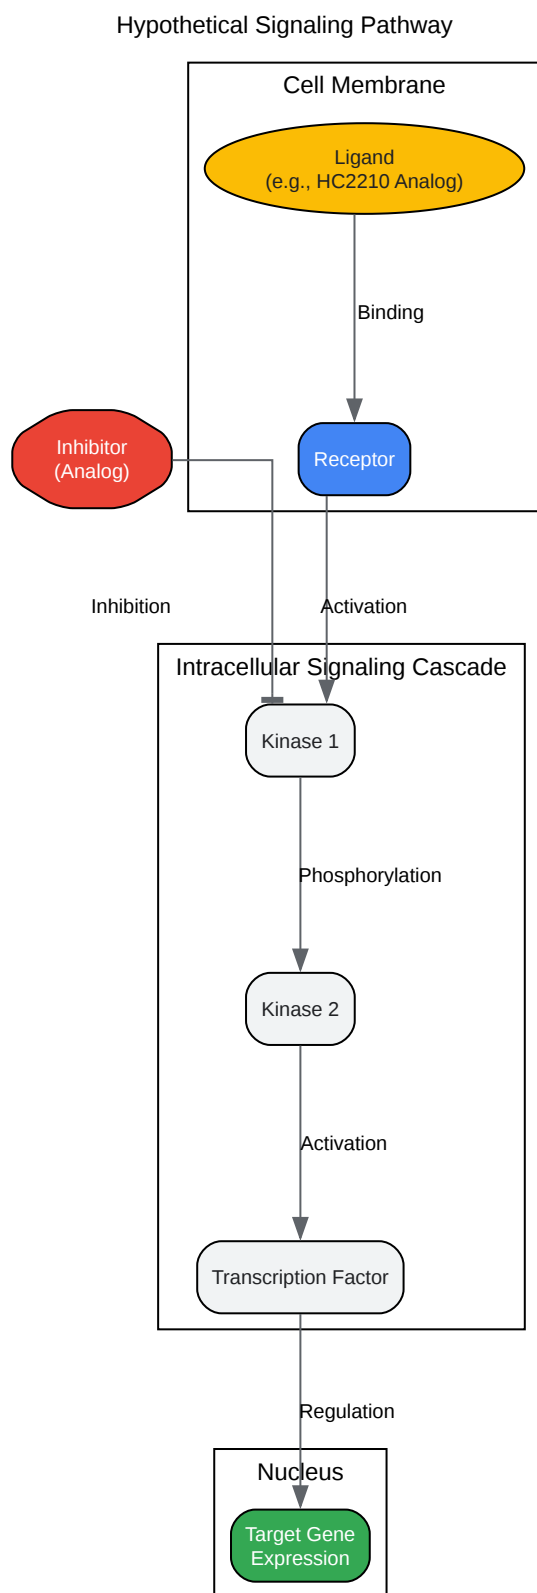 Hypothetical Signaling Pathway
Cell Membrane
Ligand
(e.g., HC2210 Analog)
Binding
Inhibitor
(Analog)
Receptor
Inhibition
Activation
Intracellular Signaling Cascade
Kinase 1
Phosphorylation
Kinase 2
Activation
Transcription Factor
Regulation
Nucleus
Target Gene
Expression